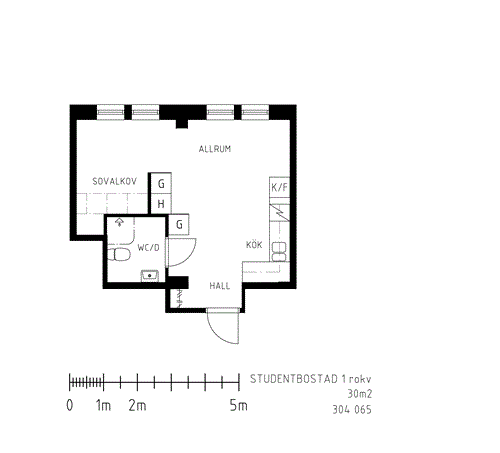 ALLRUM
SOVALKOV
G
K/F
H
G
WC/D
KÖK
HALL
STUDENTBOSTAD 1 rokv
30m2
304 065
0 1m 2m 5m